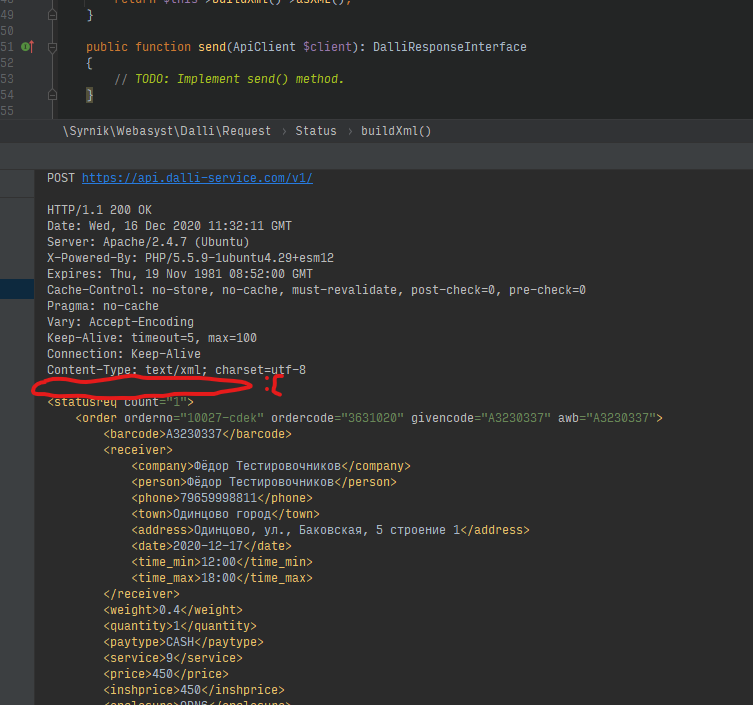 48 return $this->buildXml()->asXML();
49 }
50
51 public function send(ApiClient $client): DalliResponseInterface
52 {
53 // TODO: Implement send() method.
54 }
55
\Syrnik\Webasyst\Dalli\Request › Status › buildXml()
POST https://api.dalli-service.com/v1/
HTTP/1.1 200 OK
Date: Wed, 16 Dec 2020 11:32:11 GMT
Server: Apache/2.4.7 (Ubuntu)
X-Powered-By: PHP/5.5.9-1ubuntu4.29+esm12
Expires: Thu, 19 Nov 1981 08:52:00 GMT
Cache-Control: no-store, no-cache, must-revalidate, post-check=0, pre-check=0
Pragma: no-cache
Vary: Accept-Encoding
Keep-Alive: timeout=5, max=100
Connection: Keep-Alive
Content-Type: text/xml; charset=utf-8
:[
<statusreq count="1">
<order orderno="10027-cdek" ordercode="3631020" givencode="A3230337" awb="A3230337">
<barcode>A3230337</barcode>
<receiver>
<company>Фёдор Тестировочников</company>
<person>Фёдор Тестировочников</person>
<phone>79659998811</phone>
<town>Одинцово город</town>
<address>Одинцово, ул., Баковская, 5 строение 1</address>
<date>2020-12-17</date>
<time_min>12:00</time_min>
<time_max>18:00</time_max>
</receiver>
<weight>0.4</weight>
<quantity>1</quantity>
<paytype>CASH</paytype>
<service>9</service>
<price>450</price>
<inshprice>450</inshprice>